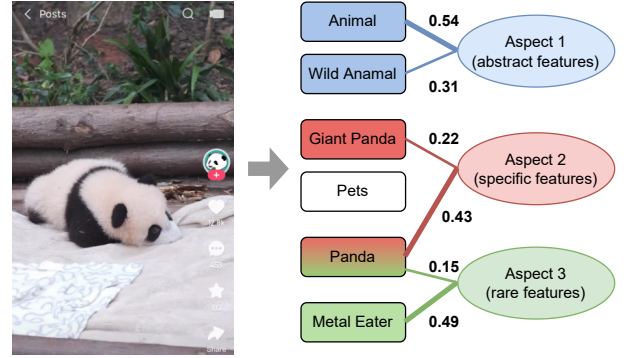 Posts
Share
Animal
0.54
Wild Anamal
0.31
Aspect 1
(abstract features)
Giant Panda
0.22
Pets
Aspect 2
(specific features)
0.43
Panda
0.15
Metal Eater
0.49
Aspect 3
(rare features)